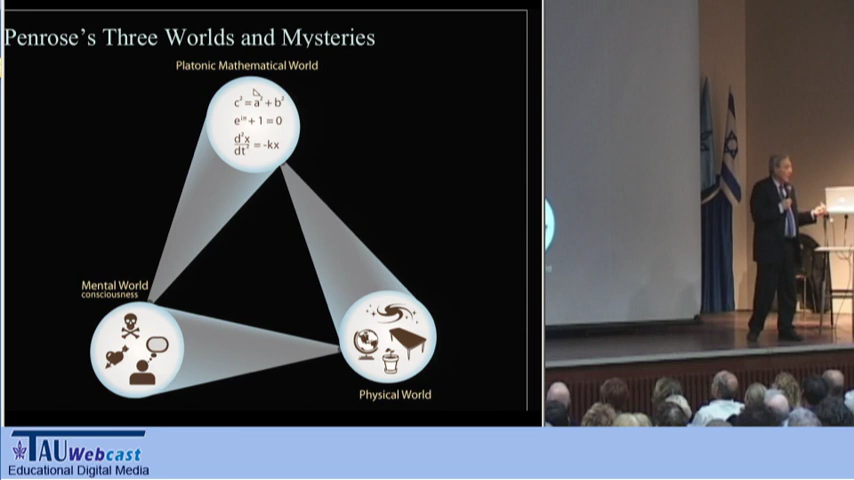 Penrose's Three Worlds and Mysteries
Platonic Mathematical World
c²=a²+b²
e^iπ+1=0
d²x/dt² = -kx
Mental World
consciousness
Physical World
TAUWebcast
Educational Digital Media